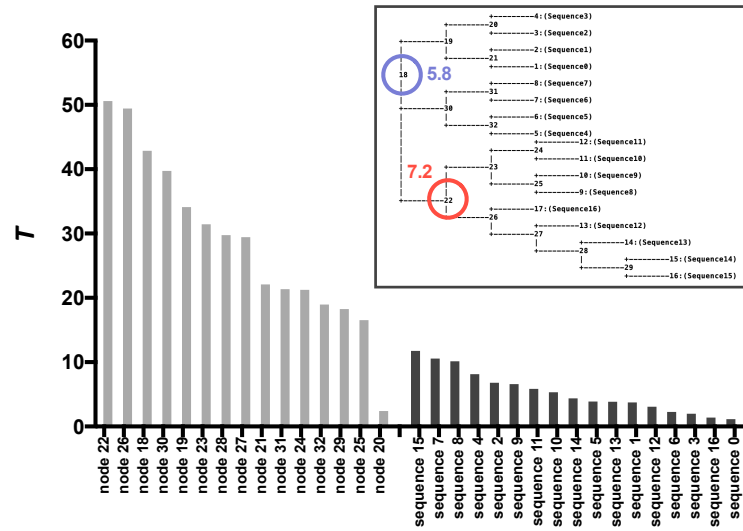 60
50
40
30
20
10
0
T
+---------4:(Sequence3)
+---------20
+---------3:(Sequence2)
+---------19
+---------2:(Sequence1)
+---------21
+---------1:(Sequence0)
18
5.8
+---------8:(Sequence7)
+---------31
+---------7:(Sequence6)
+---------30
+---------6:(Sequence5)
+---------32
+---------5:(Sequence4)
+---------12:(Sequence11)
+---------24
+---------11:(Sequence10)
+---------23
7.2
+---------10:(Sequence9)
+---------25
+---------9:(Sequence8)
+---------22
+---------17:(Sequence16)
+---------26
+---------13:(Sequence12)
+---------27
+---------14:(Sequence13)
+---------28
+---------15:(Sequence14)
+---------29
+---------16:(Sequence15)
node 22
node 26
node 18
node 30
node 19
node 23
node 28
node 27
node 21
node 31
node 24
node 32
node 29
node 25
node 20
sequence 15
sequence 7
sequence 8
sequence 4
sequence 2
sequence 9
sequence 11
sequence 10
sequence 14
sequence 5
sequence 13
sequence 1
sequence 12
sequence 6
sequence 3
sequence 16
sequence 0